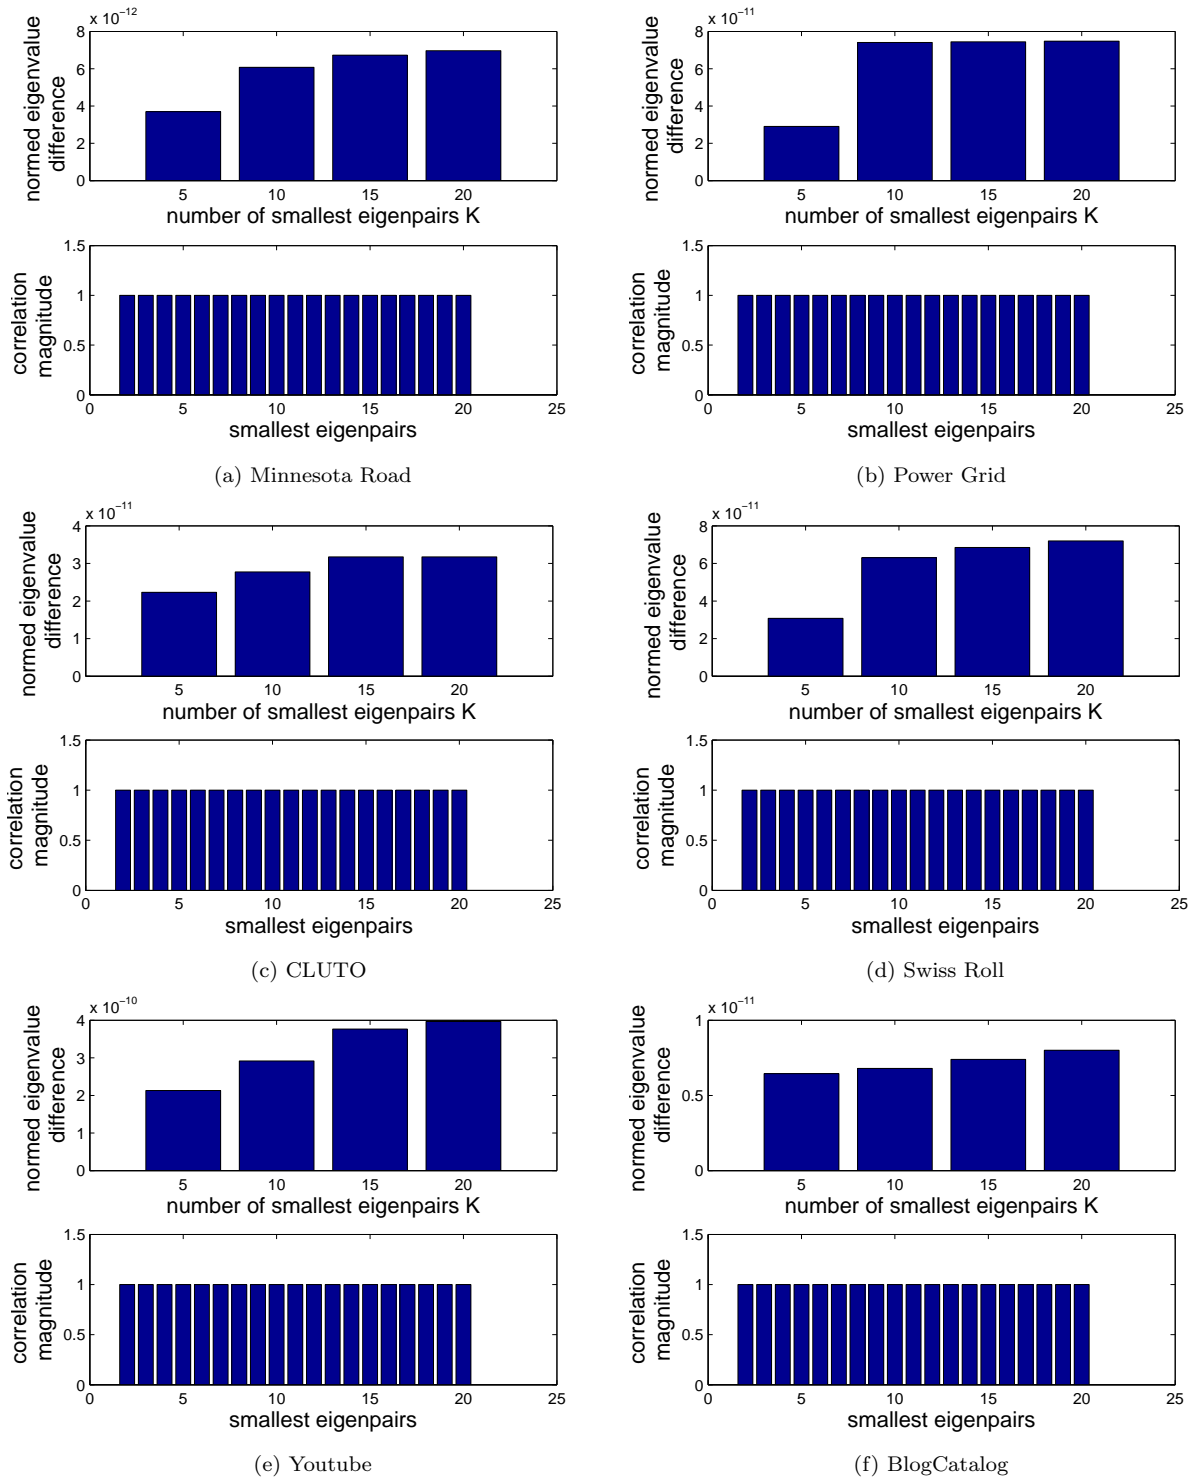 x 10⁻¹²
normed eigenvalue
difference
8
6
4
2
0
5 10 15 20
number of smallest eigenpairs K
correlation
magnitude
1.5
1
0.5
0
0 5 10 15 20 25
smallest eigenpairs
(a) Minnesota Road
x 10⁻¹¹
normed eigenvalue
difference
8
6
4
2
0
5 10 15 20
number of smallest eigenpairs K
correlation
magnitude
1.5
1
0.5
0
0 5 10 15 20 25
smallest eigenpairs
(b) Power Grid
x 10⁻¹¹
normed eigenvalue
difference
4
3
2
1
0
5 10 15 20
number of smallest eigenpairs K
correlation
magnitude
1.5
1
0.5
0
0 5 10 15 20 25
smallest eigenpairs
(c) CLUTO
x 10⁻¹¹
normed eigenvalue
difference
8
6
4
2
0
5 10 15 20
number of smallest eigenpairs K
correlation
magnitude
1.5
1
0.5
0
0 5 10 15 20 25
smallest eigenpairs
(d) Swiss Roll
x 10⁻¹⁰
normed eigenvalue
difference
4
3
2
1
0
5 10 15 20
number of smallest eigenpairs K
correlation
magnitude
1.5
1
0.5
0
0 5 10 15 20 25
smallest eigenpairs
(e) Youtube
x 10⁻¹¹
normed eigenvalue
difference
1
0.5
0
5 10 15 20
number of smallest eigenpairs K
correlation
magnitude
1.5
1
0.5
0
0 5 10 15 20 25
smallest eigenpairs
(f) BlogCatalog